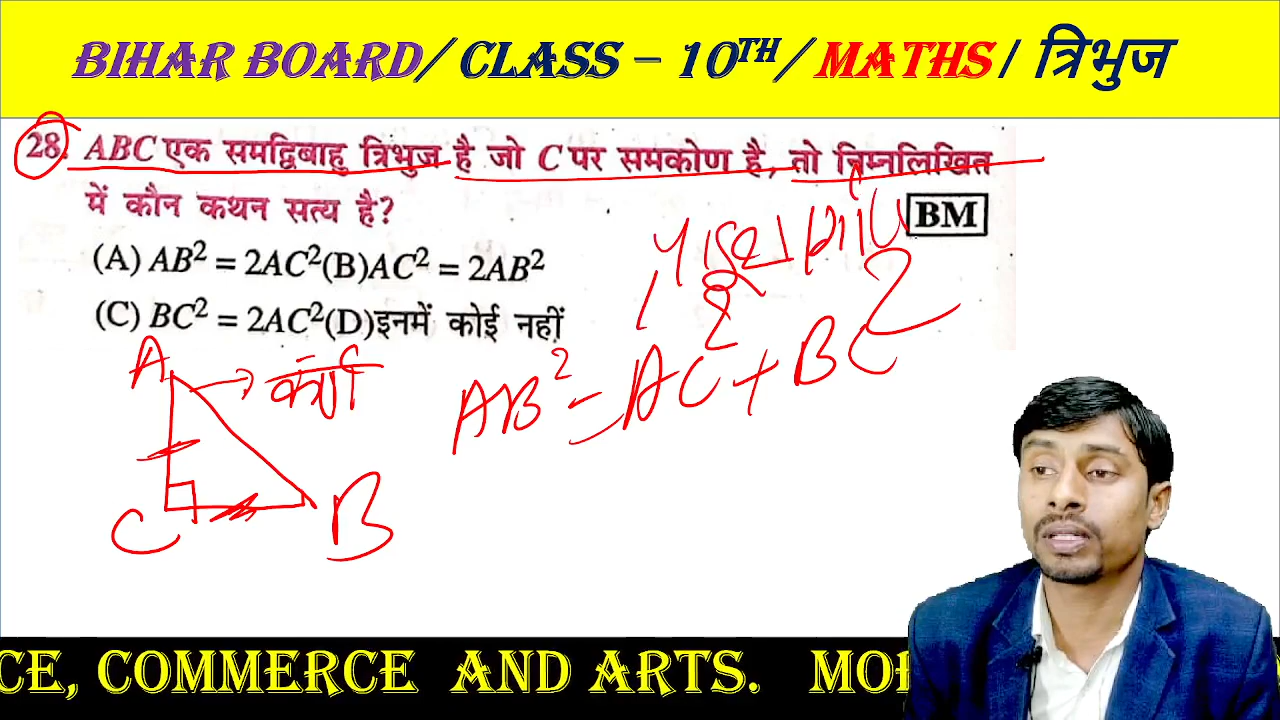 BIHAR BOARD/ CLASS – 10TH/ MATHS/ त्रिभुज
28. ABC एक समद्विबाहु त्रिभुज है जो C पर समकोण है, तो निम्नलिखित
में कौन कथन सत्य है?
BM
(A) AB² = 2AC²(B)AC² = 2AB²
(C) BC² = 2AC²(D)इनमें कोई नहीं
A
कर्ण
AB² = AC² + BC²
C
B
CE, COMMERCE AND ARTS. MOR